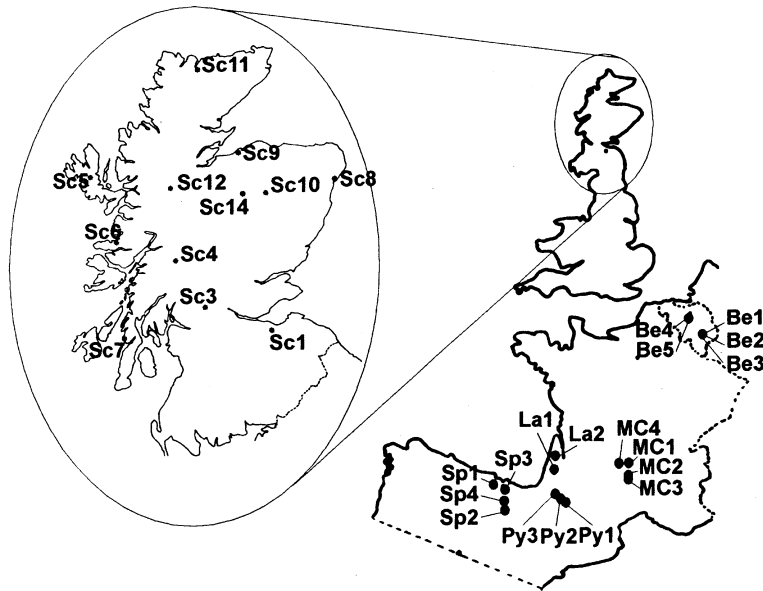 Sc11
Sc9
Sc5
Sc12
Sc10
Sc8
Sc14
Sc6
Sc4
Sc3
Sc7
Sc1
Be4
Be1
Be5
Be2
Be3
La1
La2
MC4
MC1
MC2
MC3
Sp1
Sp3
Sp4
Sp2
Py3
Py2
Py1